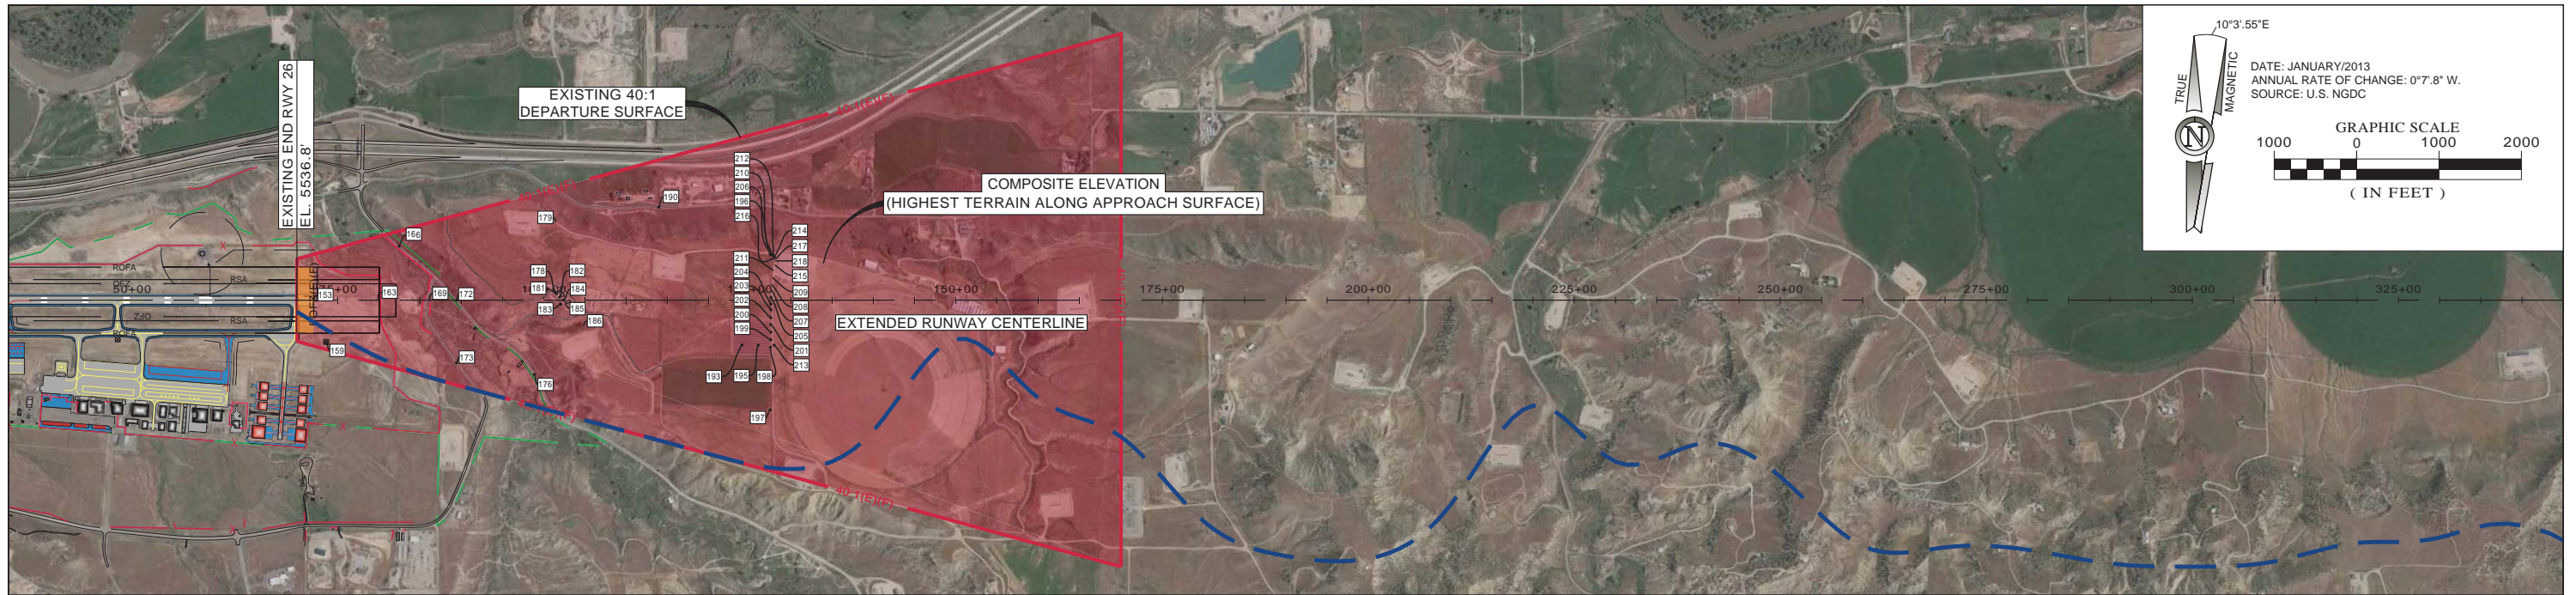 10°3'.55"E
TRUE
MAGNETIC
N
DATE: JANUARY/2013
ANNUAL RATE OF CHANGE: 0°7'.8" W.
SOURCE: U.S. NGDC
GRAPHIC SCALE
1000 0 1000 2000
( IN FEET )
EXISTING END RWY 26
EL. 5536.8'
EXISTING 40:1
DEPARTURE SURFACE
COMPOSITE ELEVATION
(HIGHEST TERRAIN ALONG APPROACH SURFACE)
EXTENDED RUNWAY CENTERLINE
40:1(E)(F)
ROFA
RSA
50+00
RSA
ROFA
150+00
175+00
200+00
225+00
250+00
275+00
300+00
325+00
153
159
163
166
169
172
173
176
178
181
182
184
183
185
186
179
190
212
210
206
196
216
214
217
218
215
211
204
203
202
200
199
209
208
207
205
201
213
193
195
198
197